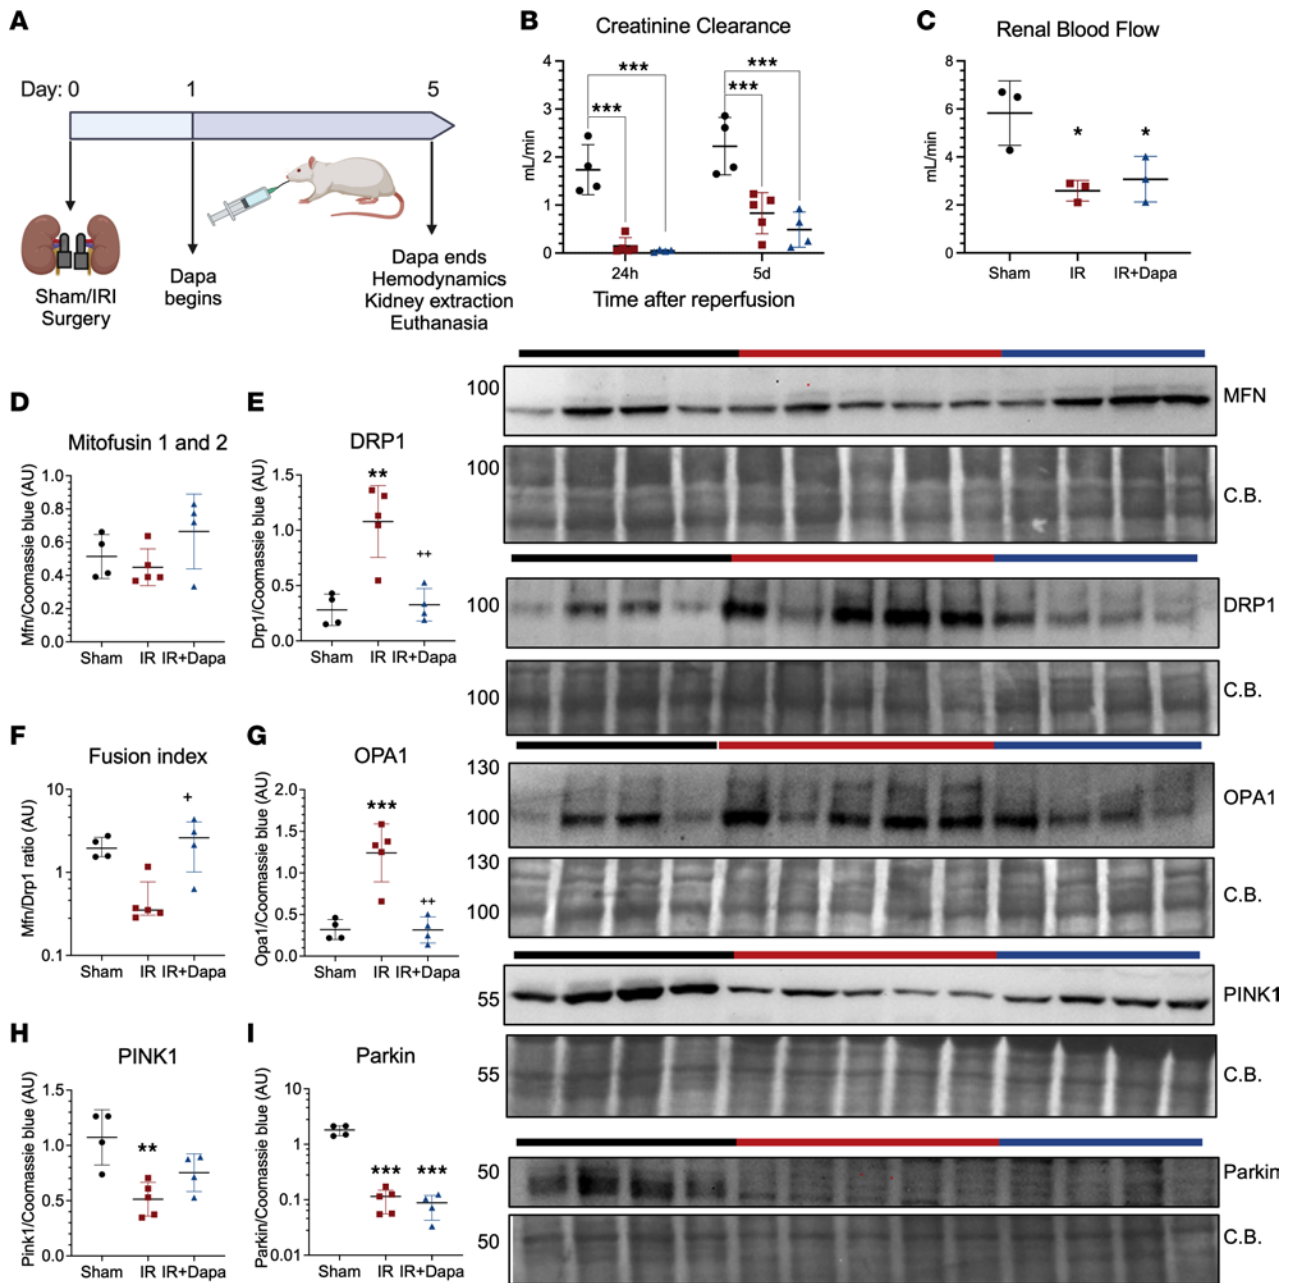 A
Day: 0
1
5
Sham/IRI
Surgery
Dapa
begins
Dapa ends
Hemodynamics
Kidney extraction
Euthanasia
B
Creatinine Clearance
mL/min
4
3
2
1
0
***
***
***
***
24h
5d
Time after reperfusion
C
Renal Blood Flow
mL/min
8
6
4
2
0
*
*
Sham
IR
IR+Dapa
D
Mitofusin 1 and 2
Mfn/Coomassie blue (AU)
1.0
0.8
0.6
0.4
0.2
0.0
Sham
IR
IR+Dapa
E
DRP1
Drp1/Coomassie blue (AU)
1.5
1.0
0.5
0.0
**
++
Sham
IR
IR+Dapa
100
MFN
100
C.B.
100
DRP1
100
C.B.
F
Fusion index
Mfn/Drp1 ratio (AU)
10
1
0.1
+
Sham
IR
IR+Dapa
G
OPA1
Opa1/Coomassie blue (AU)
2.0
1.5
1.0
0.5
0.0
***
++
Sham
IR
IR+Dapa
130
100
OPA1
130
100
C.B.
55
PINK1
55
C.B.
H
PINK1
Pink1/Coomassie blue (AU)
1.5
1.0
0.5
0.0
**
Sham
IR
IR+Dapa
I
Parkin
Parkin/Coomassie blue (AU)
10
1
0.1
0.01
***
***
Sham
IR
IR+Dapa
50
Parkin
50
C.B.